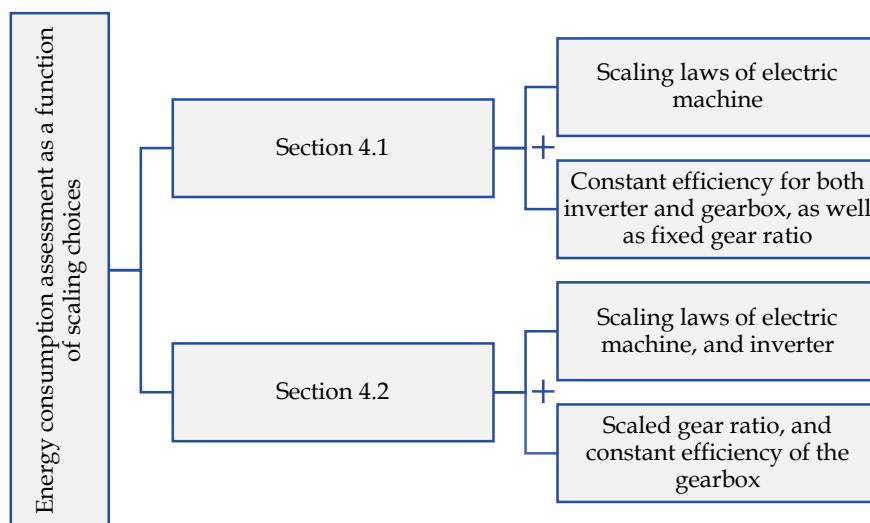 Energy consumption assessment as a function
of scaling choices
Section 4.1
Scaling laws of electric
machine
+
Constant efficiency for both
inverter and gearbox, as well
as fixed gear ratio
Section 4.2
Scaling laws of electric
machine, and inverter
+
Scaled gear ratio, and
constant efficiency of the
gearbox